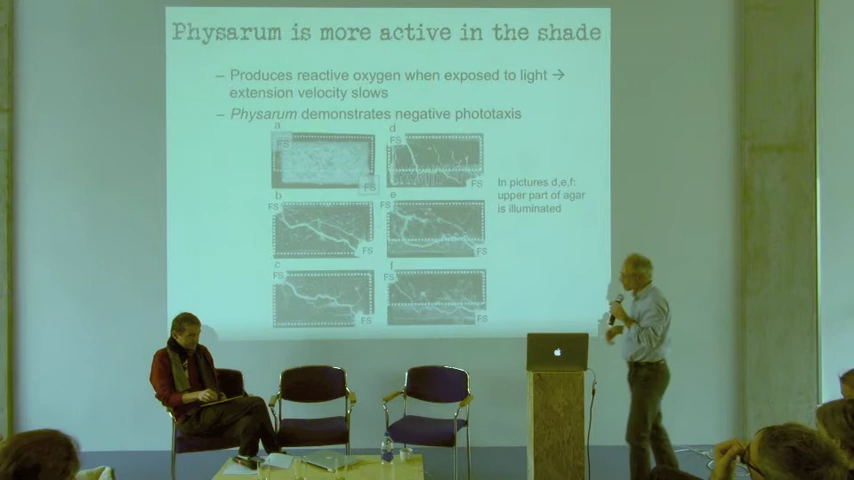 Physarum is more active in the shade
– Produces reactive oxygen when exposed to light →
extension velocity slows
– Physarum demonstrates negative phototaxis
a
FS
FS
b
FS
FS
c
FS
FS
d
FS
FS
e
FS
FS
f
FS
FS
In pictures d,e,f:
upper part of agar
is illuminated